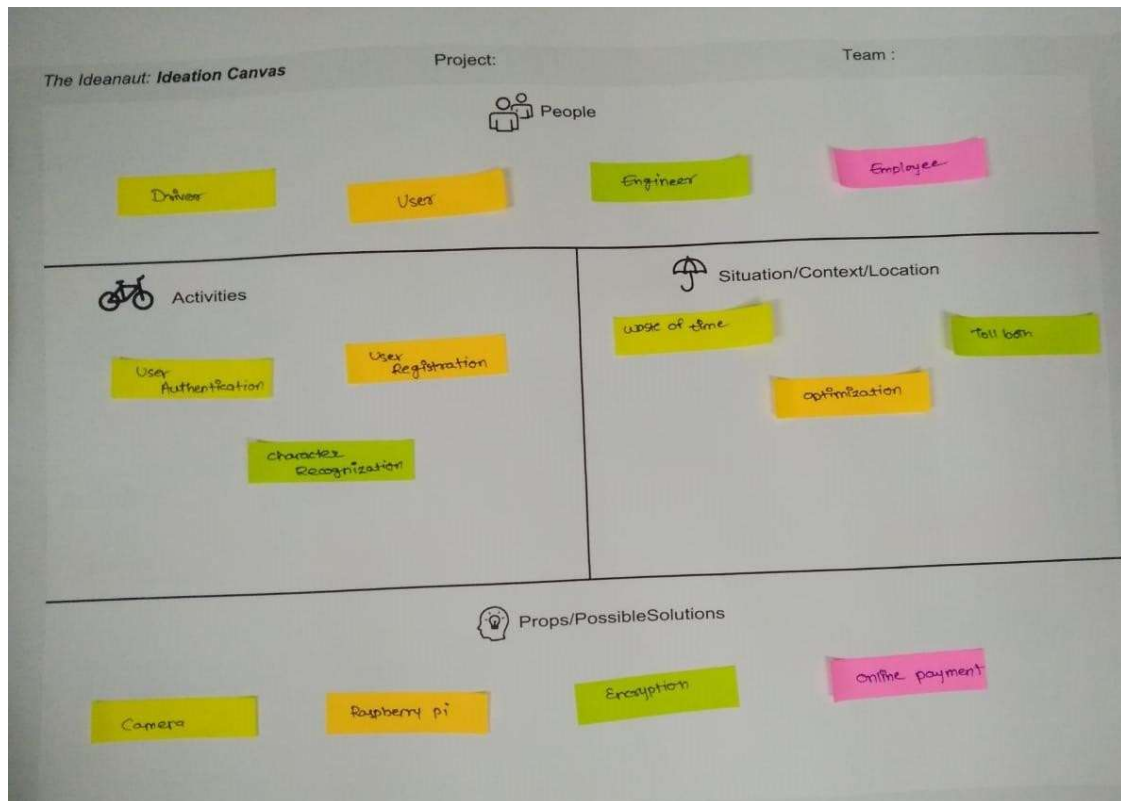 The Ideanaut: Ideation Canvas
Project:
Team :
People
Driver
User
Engineer
Employee
Activities
User
Authentication
User
Registration
character
Recognization
Situation/Context/Location
waste of time
Toll both
optimization
Props/PossibleSolutions
Camera
Raspberry pi
Encryption
online payment